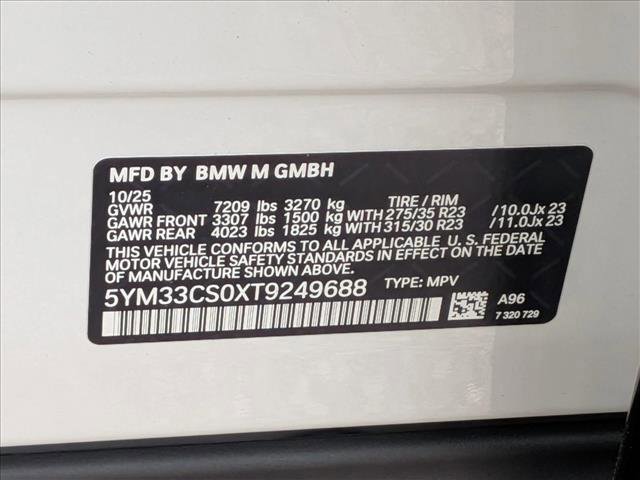 MFD BY BMW M GMBH
10/25 TIRE / RIM
GVWR 7209 lbs 3270 kg
GAWR FRONT 3307 lbs 1500 kg WITH 275/35 R23 /10.0Jx 23
GAWR REAR 4023 lbs 1825 kg WITH 315/30 R23 /11.0Jx 23
THIS VEHICLE CONFORMS TO ALL APPLICABLE U. S. FEDERAL
MOTOR VEHICLE SAFETY STANDARDS IN EFFECT ON THE DATE
OF MANUFACTURE SHOWN ABOVE.
5YM33CS0XT9249688 TYPE: MPV
A96
7 320 729